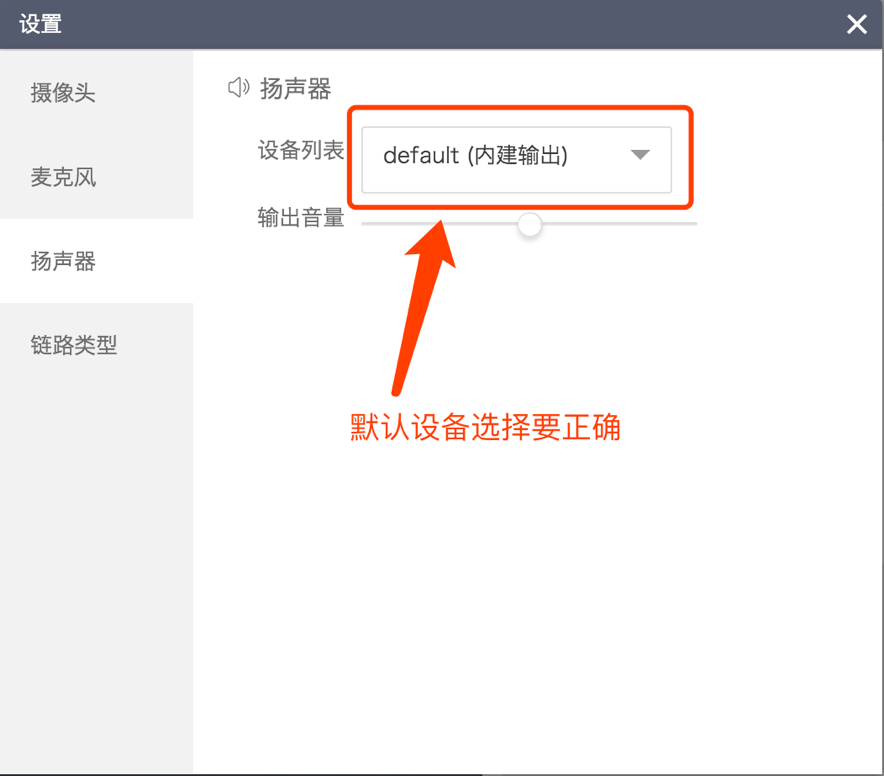 设置
摄像头
麦克风
扬声器
链路类型
扬声器
设备列表
default (内建输出)
输出音量
默认设备选择要正确